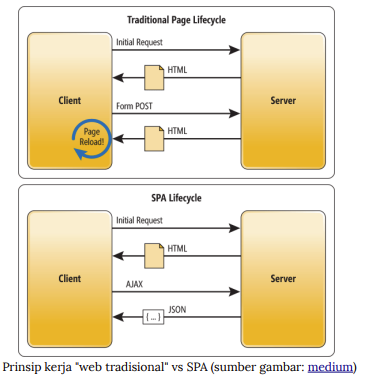 Traditional Page Lifecycle
Initial Request
HTML
Client
Server
Form POST
Page
Reload!
HTML
SPA Lifecycle
Initial Request
HTML
Client
Server
AJAX
JSON
{ ... }
Prinsip kerja "web tradisional" vs SPA (sumber gambar: medium)